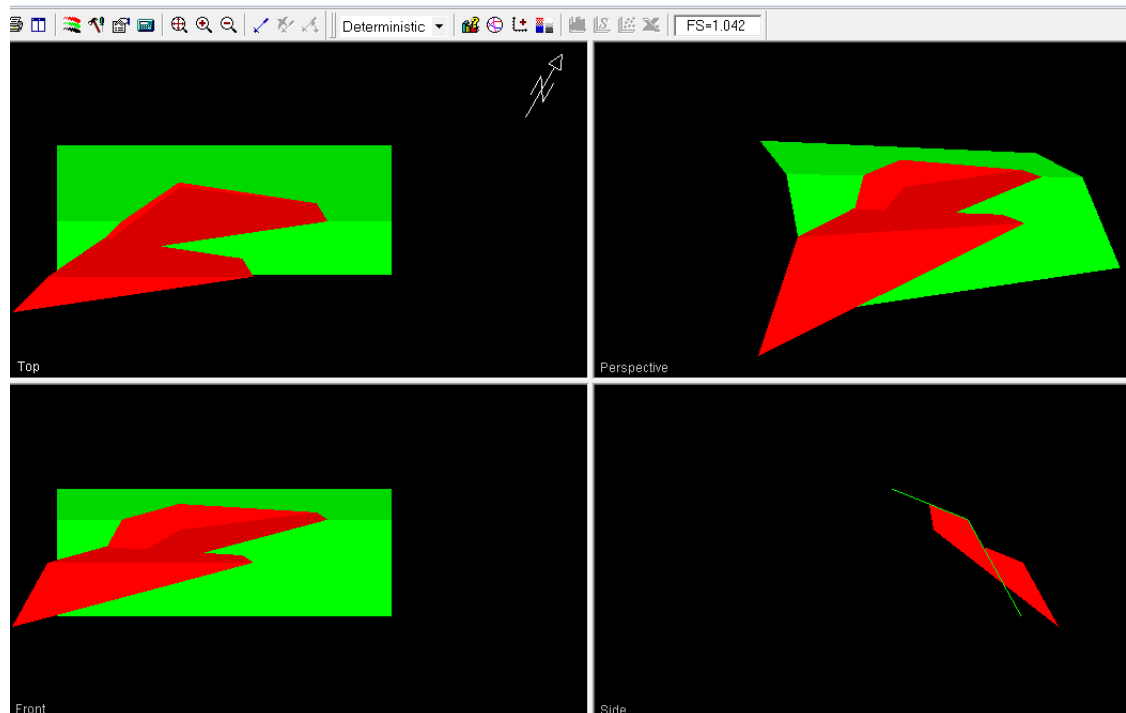 Deterministic FS=1.042
N
Top
Perspective
Front
Side